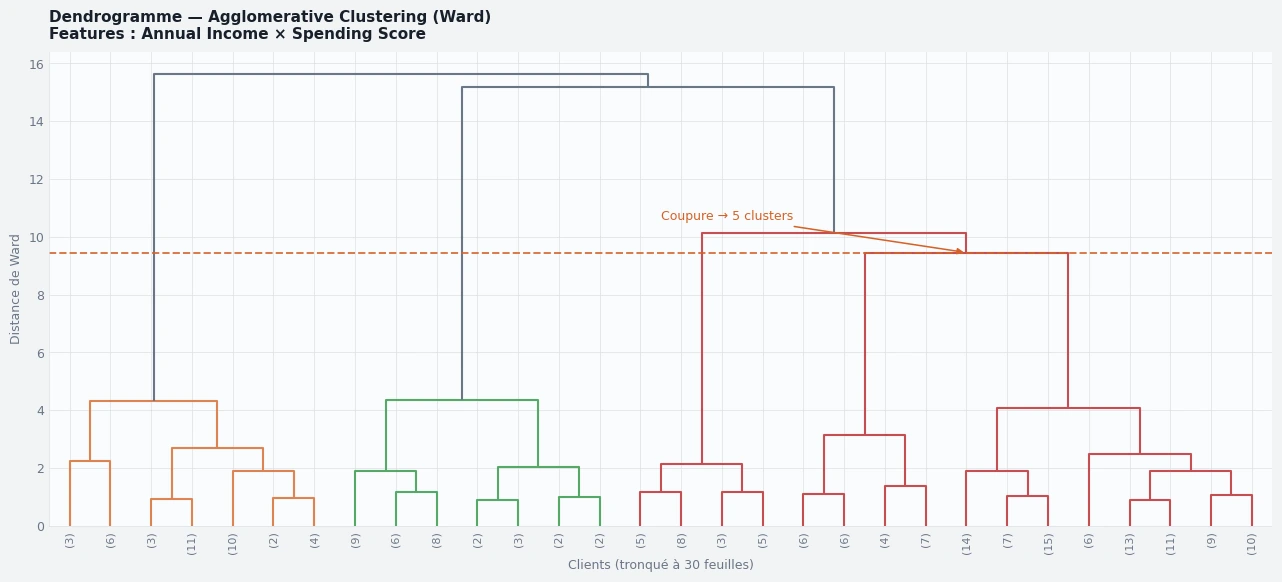 Dendrogramme — Agglomerative Clustering (Ward)
Features : Annual Income × Spending Score
16
14
12
10
8
6
4
2
0
Distance de Ward
Coupure → 5 clusters
(3) (6) (3) (11) (10) (2) (4) (9) (6) (8) (2) (3) (2) (2) (5) (8) (3) (5) (6) (6) (4) (7) (14) (7) (15) (6) (13) (11) (9) (10)
Clients (tronqué à 30 feuilles)